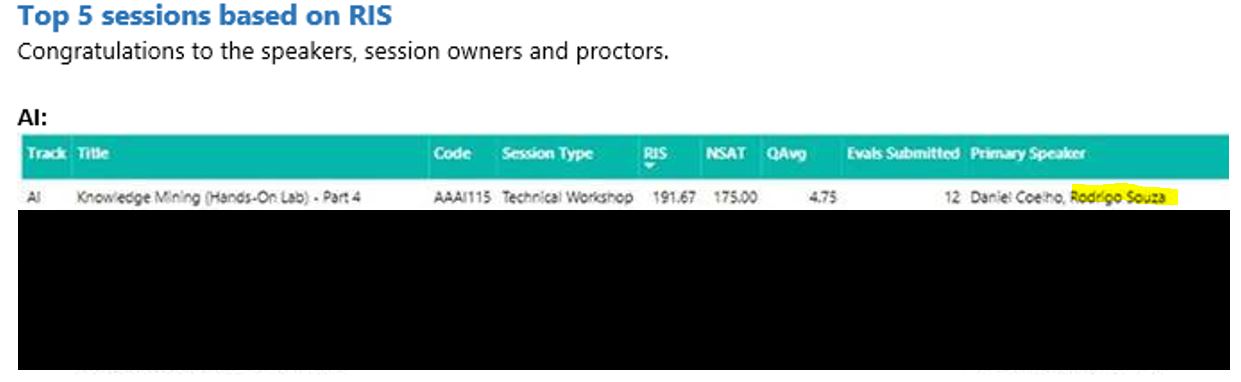 Top 5 sessions based on RIS
Congratulations to the speakers, session owners and proctors.
AI:
Track Title Code Session Type RIS NSAT QAvg Evals Submitted Primary Speaker
AI Knowledge Mining (Hands-On Lab) - Part 4 AAAI115 Technical Workshop 191.67 175.00 4.75 12 Daniel Coelho, Rodrigo Souza